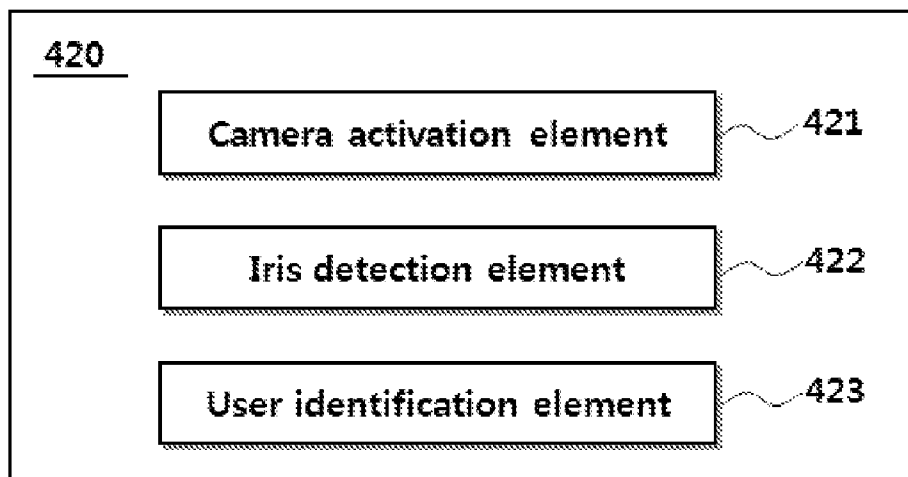 420
Camera activation element 421
Iris detection element 422
User identification element 423